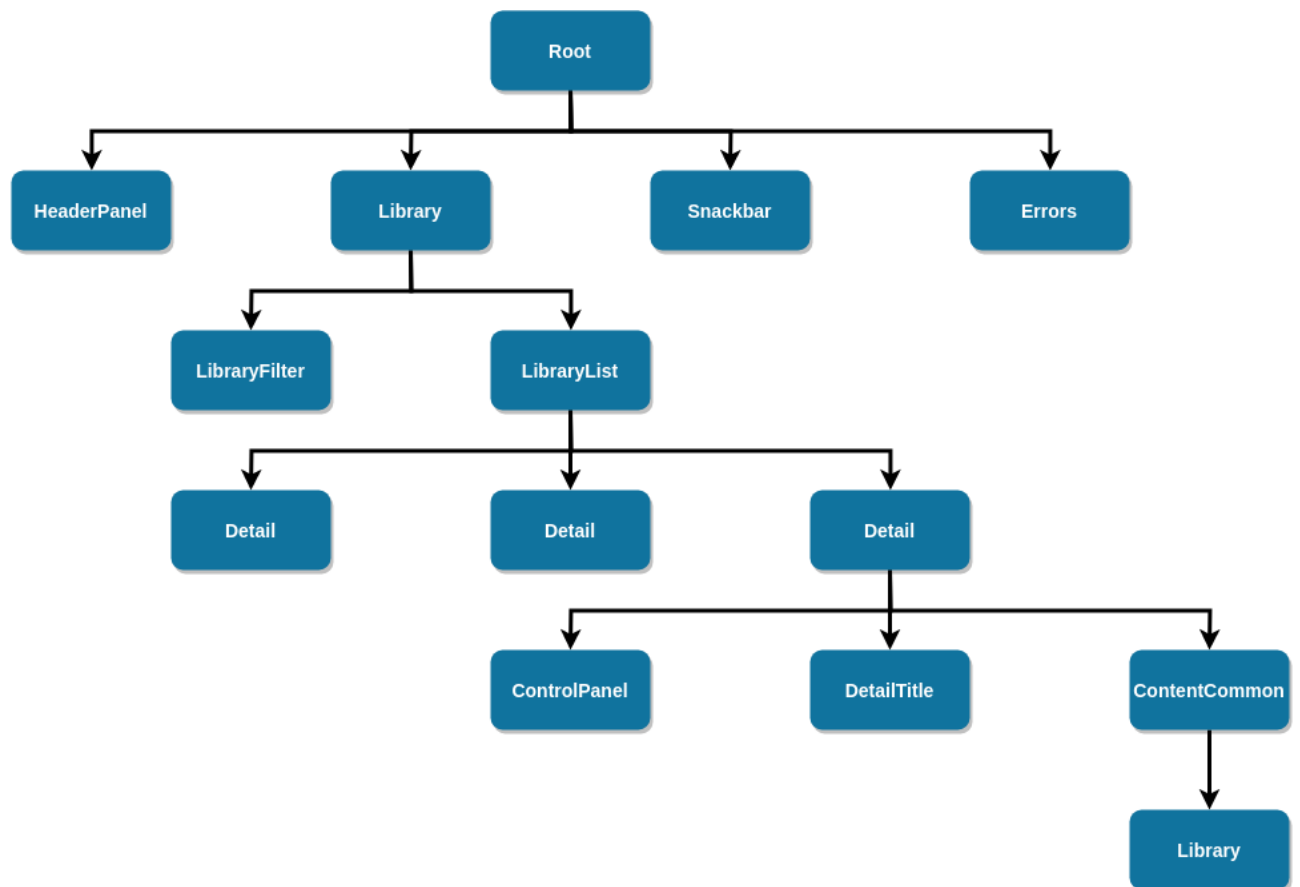 Root
HeaderPanel
Library
Snackbar
Errors
LibraryFilter
LibraryList
Detail
Detail
Detail
ControlPanel
DetailTitle
ContentCommon
Library